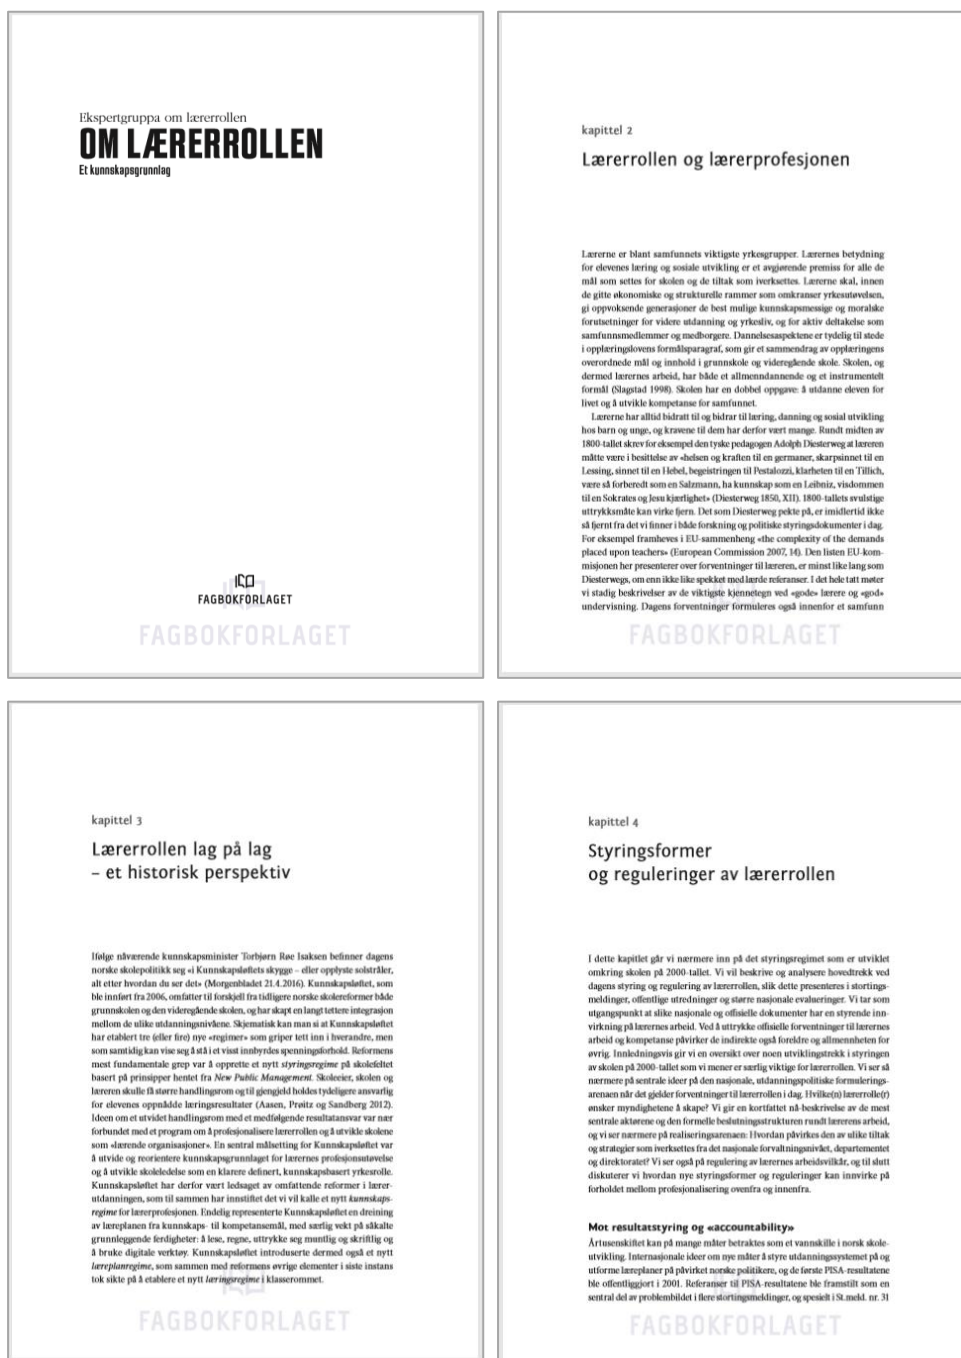 Ekspertgruppa om lærerrollen
OM LÆRERROLLEN
Et kunnskapsgrunnlag
FAGBOKFORLAGET
FAGBOKFORLAGET
kapittel 2
Lærerrollen og lærerprofesjonen
Lærerne er blant samfunnets viktigste yrkesgrupper. Lærernes betydning
for elevenes læring og sosiale utvikling er et avgjørende premiss for alle de
mål som settes for skolen og de tiltak som iverksettes. Lærerne skal, innen
de gitte økonomiske og strukturelle rammer som omkranser yrkesutøvelsen,
gi oppvoksende generasjoner de best mulige kunnskapsmessige og moralske
forutsetninger for videre utdanning og yrkesliv, og for aktiv deltakelse som
samfunnsmedlemmer og medborgere. Dannelsesaspektene er tydelig til stede
i opplæringslovens formålsparagraf, som gir et sammendrag av opplæringens
overordnede mål og innhold i grunnskole og videregående skole. Skolen, og
dermed lærernes arbeid, har både et allmenndannende og et instrumentelt
formål (Slagstad 1998). Skolen har en dobbel oppgave: å utdanne eleven for
livet og å utvikle kompetanse for samfunnet.
Lærerne har alltid bidratt til og bidrar til læring, danning og sosial utvikling
hos barn og unge, og kravene til dem har derfor vært mange. Rundt midten av
1800-tallet skrev for eksempel den tyske pedagogen Adolph Diesterweg at læreren
måtte være i besittelse av «helsen og kraften til en germaner, skarpsinnet til en
Lessing, sinnet til en Hebel, begeistringen til Pestalozzi, klarheten til en Tillich,
være så forberedt som en Salzmann, ha kunnskap som en Leibniz, visdommen
til en Sokrates og Jesu kjærlighet» (Diesterweg 1850, XII). 1800-tallets svulstige
uttrykksmåte kan virke fjern. Det som Diesterweg pekte på, er imidlertid ikke
så fjernt fra det vi finner i både forskning og politiske styringsdokumenter i dag.
For eksempel framheves i EU-sammenheng «the complexity of the demands
placed upon teachers» (European Commission 2007, 14). Den listen EU-kom-
misjonen her presenterer over forventninger til læreren, er minst like lang som
Diesterwegs, om enn ikke like spekket med lærde referanser. I det hele tatt møter
vi stadig beskrivelser av de viktigste kjennetegn ved «gode» lærere og «god»
undervisning. Dagens forventninger formuleres også innenfor et samfunn
FAGBOKFORLAGET
kapittel 3
Lærerrollen lag på lag
– et historisk perspektiv
Ifølge nåværende kunnskapsminister Torbjørn Røe Isaksen befinner dagens
norske skolepolitikk seg «i Kunnskapsløftets skygge – eller opplyste solstråler,
alt etter hvordan du ser det» (Morgenbladet 21.4.2016). Kunnskapsløftet, som
ble innført fra 2006, omfatter til forskjell fra tidligere norske skolereformer både
grunnskolen og den videregående skolen, og har skapt en langt tettere integrasjon
mellom de ulike utdanningsnivåene. Skjematisk kan man si at Kunnskapsløftet
har etablert tre (eller fire) nye «regimer» som griper tett inn i hverandre, men
som samtidig kan vise seg å stå i et visst innbyrdes spenningsforhold. Reformens
mest fundamentale grep var å opprette et nytt styringsregime på skolefeltet
basert på prinsipper hentet fra New Public Management. Skoleeier, skolen og
læreren skulle få større handlingsrom og til gjengjeld holdes tydeligere ansvarlig
for elevenes oppnådde læringsresultater (Aasen, Prøitz og Sandberg 2012).
Ideen om et utvidet handlingsrom med et medfølgende resultatansvar var nær
forbundet med et program om å profesjonalisere lærerrollen og å utvikle skolene
som «lærende organisasjoner». En sentral målsetting for Kunnskapsløftet var
å utvide og reorientere kunnskapsgrunnlaget for lærernes profesjonsutøvelse
og å utvikle skoleledelse som en klarere definert, kunnskapsbasert yrkesrolle.
Kunnskapsløftet har derfor vært ledsaget av omfattende reformer i lærer-
utdanningen, som til sammen har innstiftet det vi vil kalle et nytt kunnskaps-
regime for lærerprofesjonen. Endelig representerte Kunnskapsløftet en dreining
av læreplanen fra kunnskaps- til kompetansemål, med særlig vekt på såkalte
grunnleggende ferdigheter: å lese, regne, uttrykke seg muntlig og skriftlig og
å bruke digitale verktøy. Kunnskapsløftet introduserte dermed også et nytt
læreplanregime, som sammen med reformens øvrige elementer i siste instans
tok sikte på å etablere et nytt læringsregime i klasserommet.
FAGBOKFORLAGET
kapittel 4
Styringsformer
og reguleringer av lærerrollen
I dette kapitlet går vi nærmere inn på det styringsregimet som er utviklet
omkring skolen på 2000-tallet. Vi vil beskrive og analysere hovedtrekk ved
dagens styring og regulering av lærerrollen, slik dette presenteres i stortings-
meldinger, offentlige utredninger og større nasjonale evalueringer. Vi tar som
utgangspunkt at slike nasjonale og offisielle dokumenter har en styrende inn-
virkning på lærernes arbeid. Ved å uttrykke offisielle forventninger til lærernes
arbeid og kompetanse påvirker de indirekte også foreldre og allmennheten for
øvrig. Innledningsvis gir vi en oversikt over noen utviklingstrekk i styringen
av skolen på 2000-tallet som vi mener er særlig viktige for lærerrollen. Vi ser så
nærmere på sentrale ideer på den nasjonale, utdanningspolitiske formulerings-
arenaen når det gjelder forventninger til lærerrollen i dag. Hvilke(n) lærerrolle(r)
ønsker myndighetene å skape? Vi gir en kortfattet nå-beskrivelse av de mest
sentrale aktørene og den formelle beslutningsstrukturen rundt lærerens arbeid,
og vi ser nærmere på realiseringsarenaen: Hvordan påvirkes den av ulike tiltak
og strategier som iverksettes fra det nasjonale forvaltningsnivået, departementet
og direktoratet? Vi ser også på regulering av lærernes arbeidsvilkår, og til slutt
diskuterer vi hvordan nye styringsformer og reguleringer kan innvirke på
forholdet mellom profesjonalisering ovenfra og innenfra.
Mot resultatstyring og «accountability»
Årtusenskiftet kan på mange måter betraktes som et vannskille i norsk skole-
utvikling. Internasjonale ideer om nye måter å styre utdanningssystemet på og
utforme læreplaner på påvirket norske politikere, og de første PISA-resultatene
ble offentliggjort i 2001. Referanser til PISA-resultatene ble framstilt som en
sentral del av problembildet i flere stortingsmeldinger, og spesielt i St.meld. nr. 31
FAGBOKFORLAGET